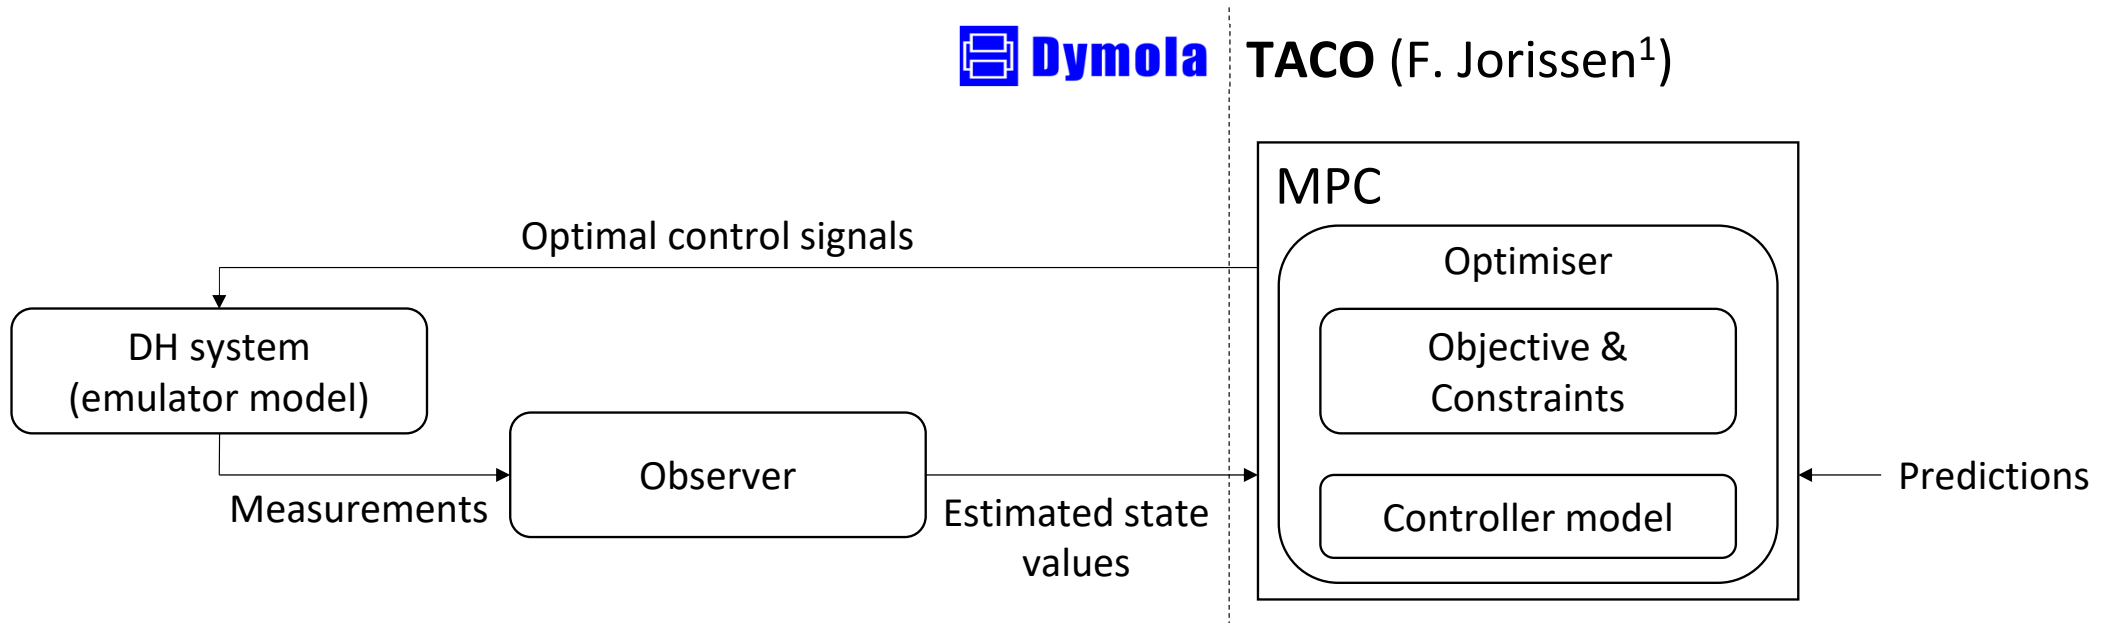 Dymola
TACO (F. Jorissen¹)
MPC
Optimal control signals
Optimiser
DH system
(emulator model)
Objective &
Constraints
Observer
Measurements
Estimated state
values
Controller model
Predictions